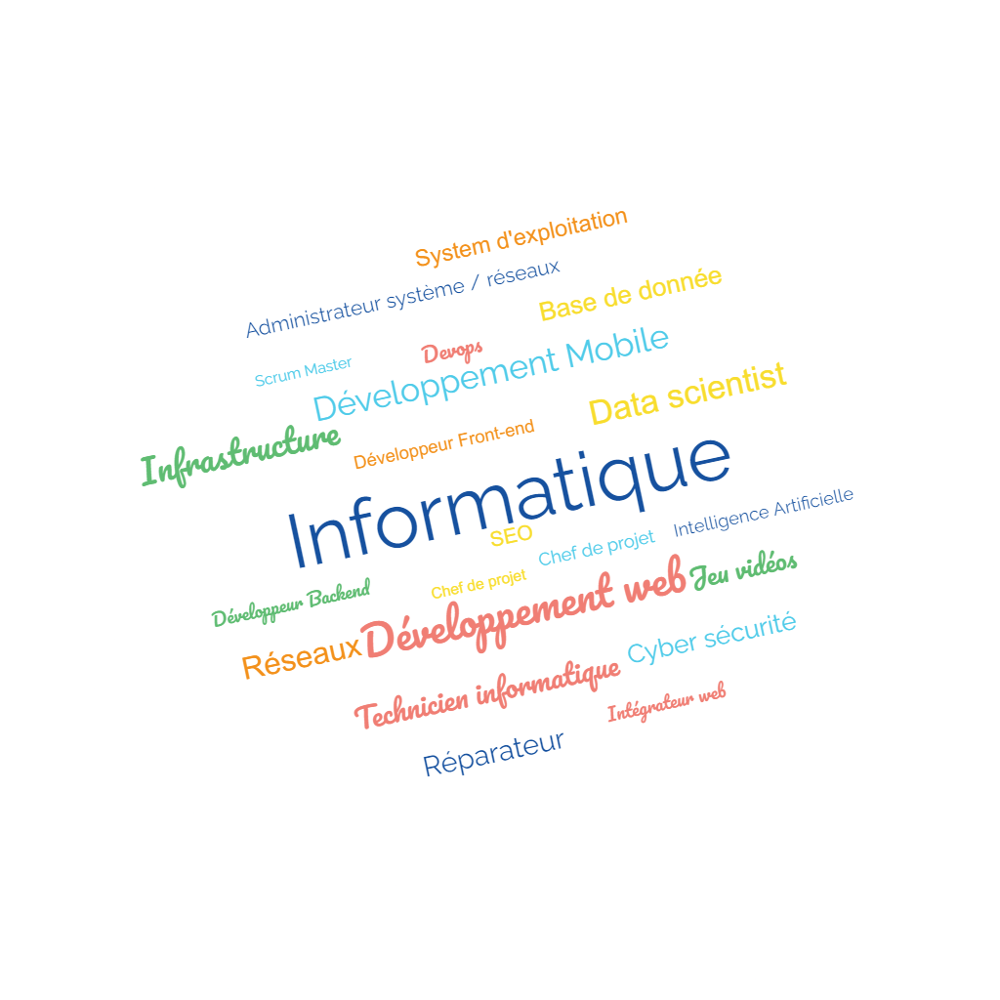 System d'exploitation
Administrateur système / réseaux
Base de donnée
Devops
Scrum Master
Développement Mobile
Data scientist
Infrastructure
Développeur Front-end
Informatique
SEO
Intelligence Artificielle
Chef de projet
Chef de projet
Jeu vidéos
Développeur Backend
Développement web
Réseaux
Cyber sécurité
Technicien informatique
Intégrateur web
Réparateur